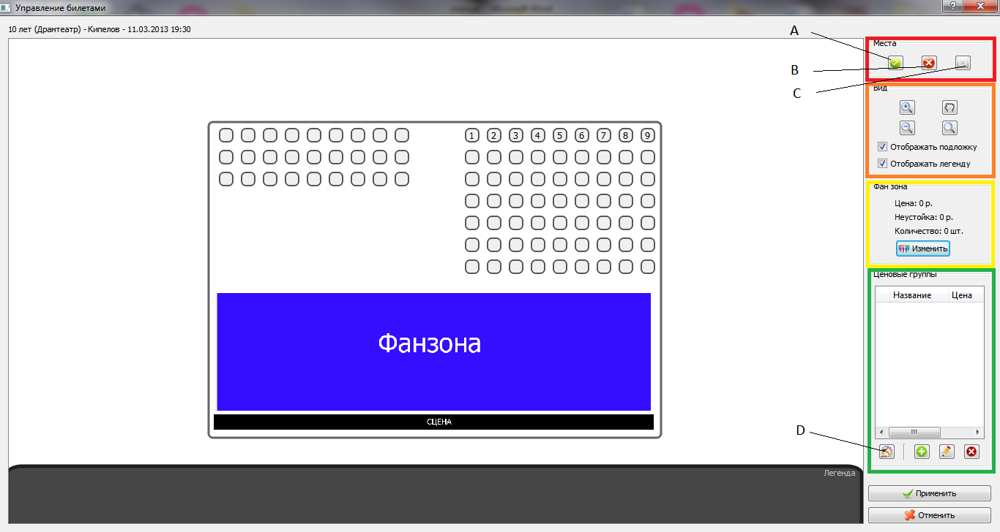 Управление билетами
10 лет (Драмтеатр) - Кипелов - 11.03.2013 19:30
A
B
C
Места
Вид
Отображать подложку
Отображать легенду
1 2 3 4 5 6 7 8 9
Фан зона
Цена: 0 р.
Неустойка: 0 р.
Количество: 0 шт.
Изменить
Ценовые группы
Название Цена
Фанзона
СЦЕНА
D
Легенда
Применить
Отменить